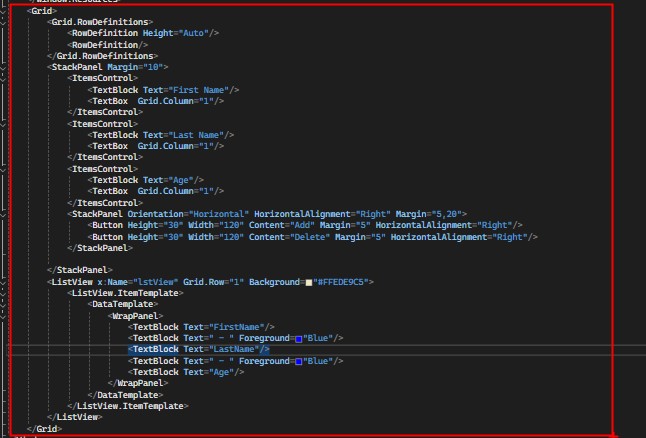 </Window.Resources>
<Grid>
<Grid.RowDefinitions>
<RowDefinition Height="Auto"/>
<RowDefinition/>
</Grid.RowDefinitions>
<StackPanel Margin="10">
<ItemsControl>
<TextBlock Text="First Name"/>
<TextBox  Grid.Column="1"/>
</ItemsControl>
<ItemsControl>
<TextBlock Text="Last Name"/>
<TextBox  Grid.Column="1"/>
</ItemsControl>
<ItemsControl>
<TextBlock Text="Age"/>
<TextBox  Grid.Column="1"/>
</ItemsControl>
<StackPanel Orientation="Horizontal" HorizontalAlignment="Right" Margin="5,20">
<Button Height="30" Width="120" Content="Add" Margin="5" HorizontalAlignment="Right"/>
<Button Height="30" Width="120" Content="Delete" Margin="5" HorizontalAlignment="Right"/>
</StackPanel>
</StackPanel>
<ListView x:Name="lstView" Grid.Row="1" Background="#FFEDE9C5">
<ListView.ItemTemplate>
<DataTemplate>
<WrapPanel>
<TextBlock Text="FirstName"/>
<TextBlock Text=" - " Foreground="Blue"/>
<TextBlock Text="LastName"/>
<TextBlock Text=" - " Foreground="Blue"/>
<TextBlock Text="Age"/>
</WrapPanel>
</DataTemplate>
</ListView.ItemTemplate>
</ListView>
</Grid>